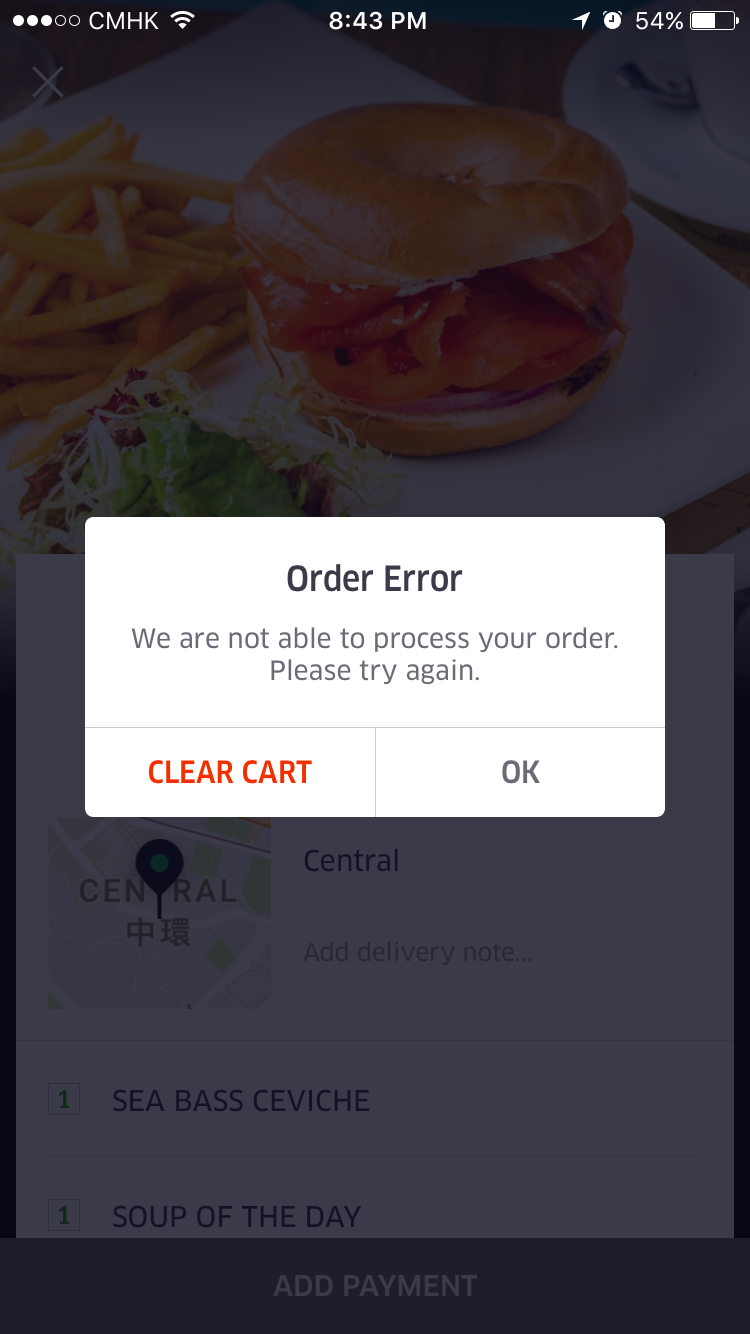 CMHK
8:43 PM
54%
Order Error
We are not able to process your order.
Please try again.
CLEAR CART
OK
CENTRAL
中環
Central
Add delivery note...
1
SEA BASS CEVICHE
1
SOUP OF THE DAY
ADD PAYMENT